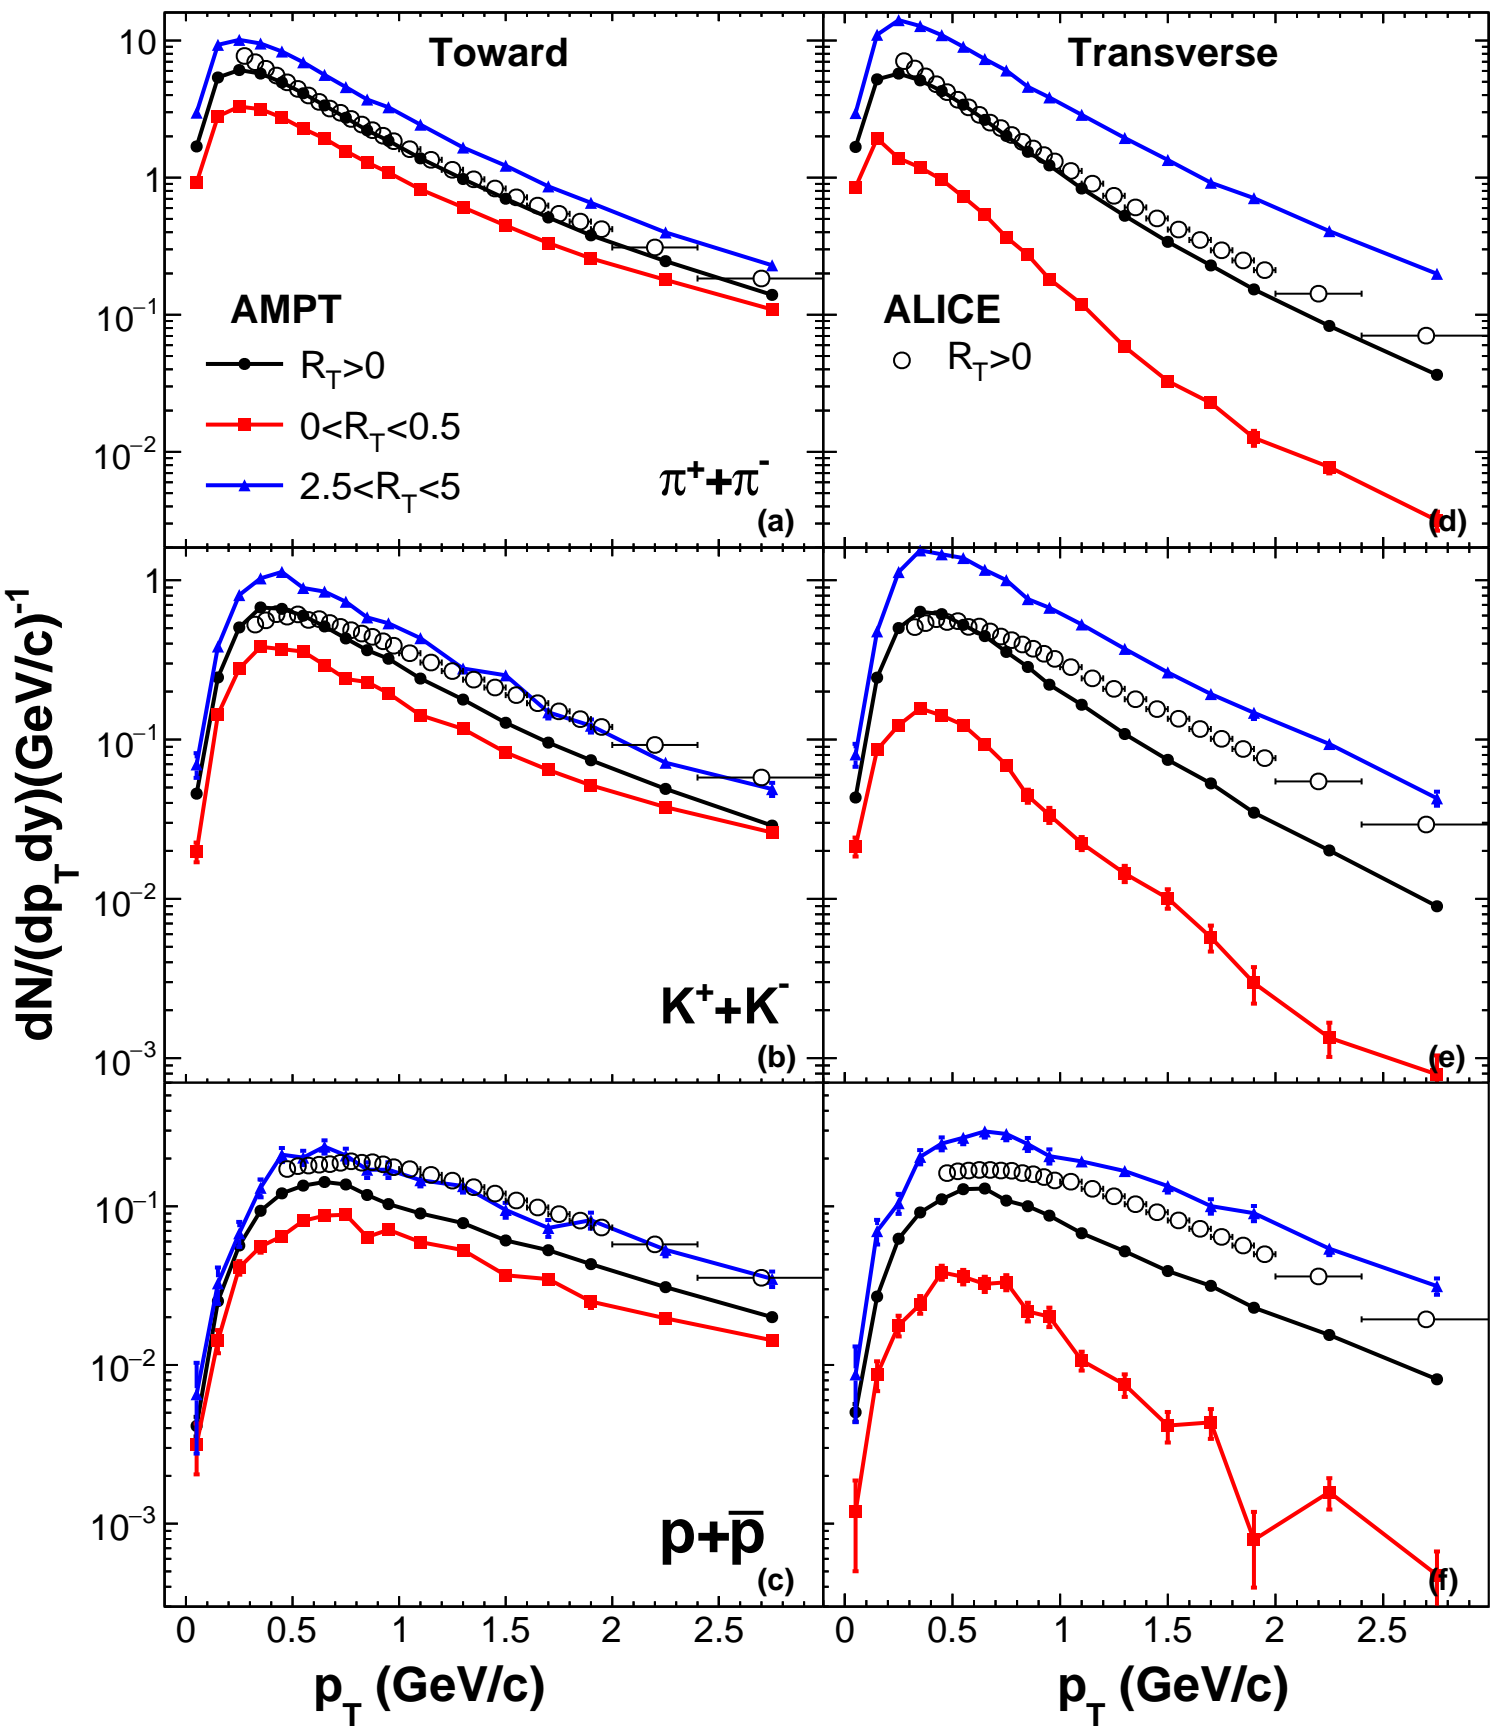 Toward
Transverse
10
1
10⁻¹
10⁻²
AMPT
R_T>0
0<R_T<0.5
2.5<R_T<5
π⁺+π⁻
(a)
ALICE
R_T>0
(d)
dN/(dp_T dy)(GeV/c)⁻¹
1
10⁻¹
10⁻²
10⁻³
K⁺+K⁻
(b)
(e)
10⁻¹
10⁻²
10⁻³
p+p̅
(c)
(f)
0 0.5 1 1.5 2 2.5
0 0.5 1 1.5 2 2.5
p_T (GeV/c)
p_T (GeV/c)